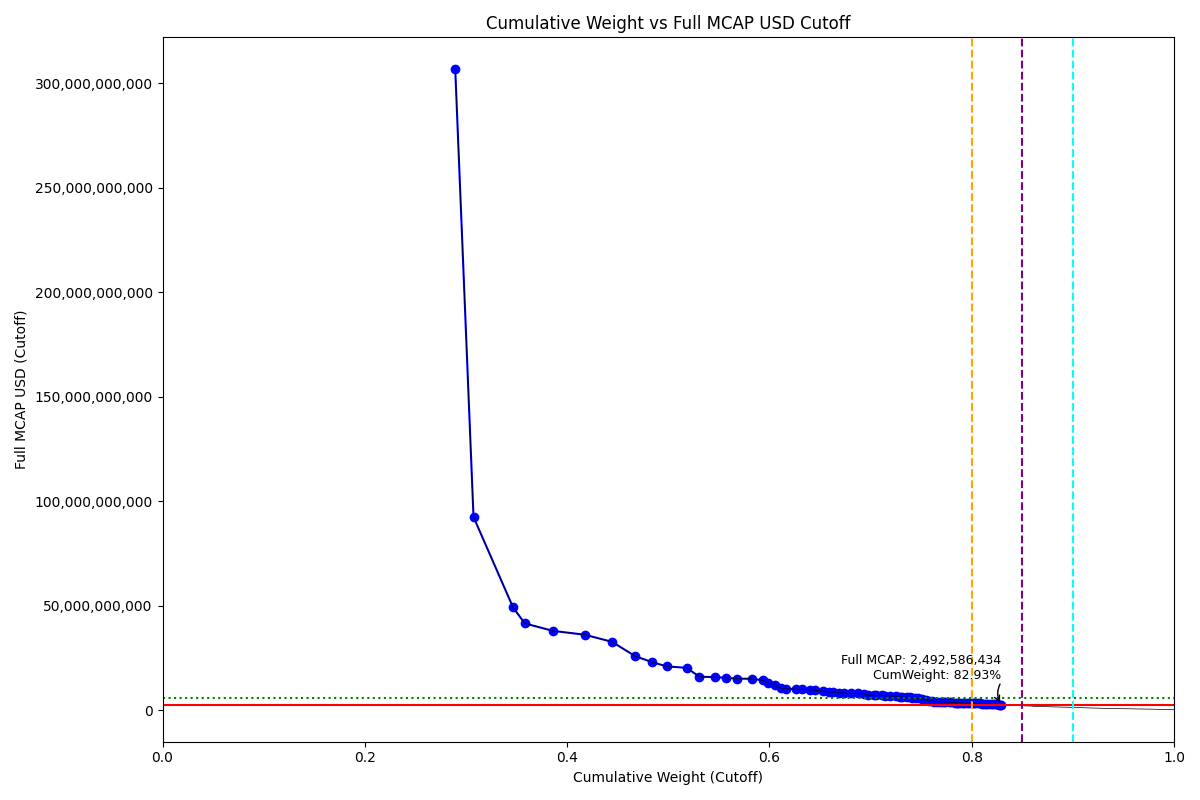 Cumulative Weight vs Full MCAP USD Cutoff
Full MCAP USD (Cutoff)
300,000,000,000
250,000,000,000
200,000,000,000
150,000,000,000
100,000,000,000
50,000,000,000
0
Full MCAP: 2,492,586,434
CumWeight: 82.93%
0.0 0.2 0.4 0.6 0.8 1.0
Cumulative Weight (Cutoff)